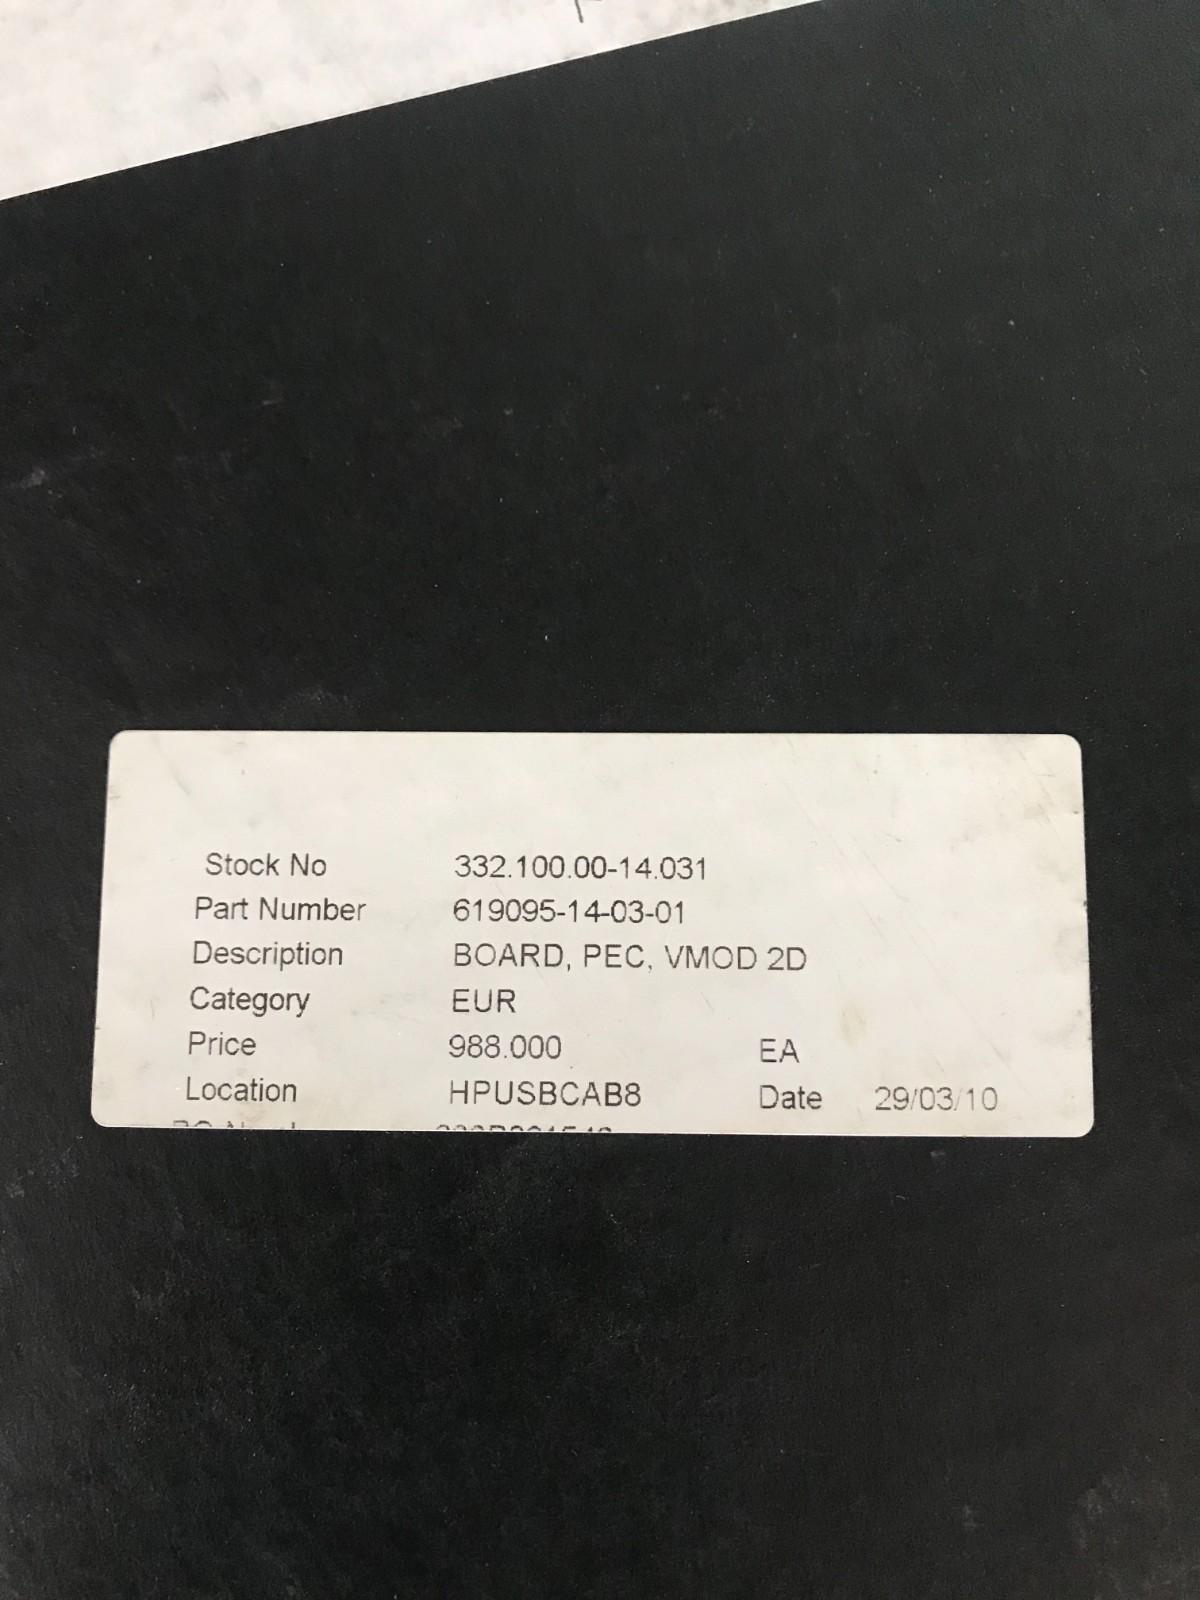 Stock No 332.100.00-14.031
Part Number 619095-14-03-01
Description BOARD, PEC, VMOD 2D
Category EUR
Price 988.000 EA
Location HPUSBCAB8 Date 29/03/10